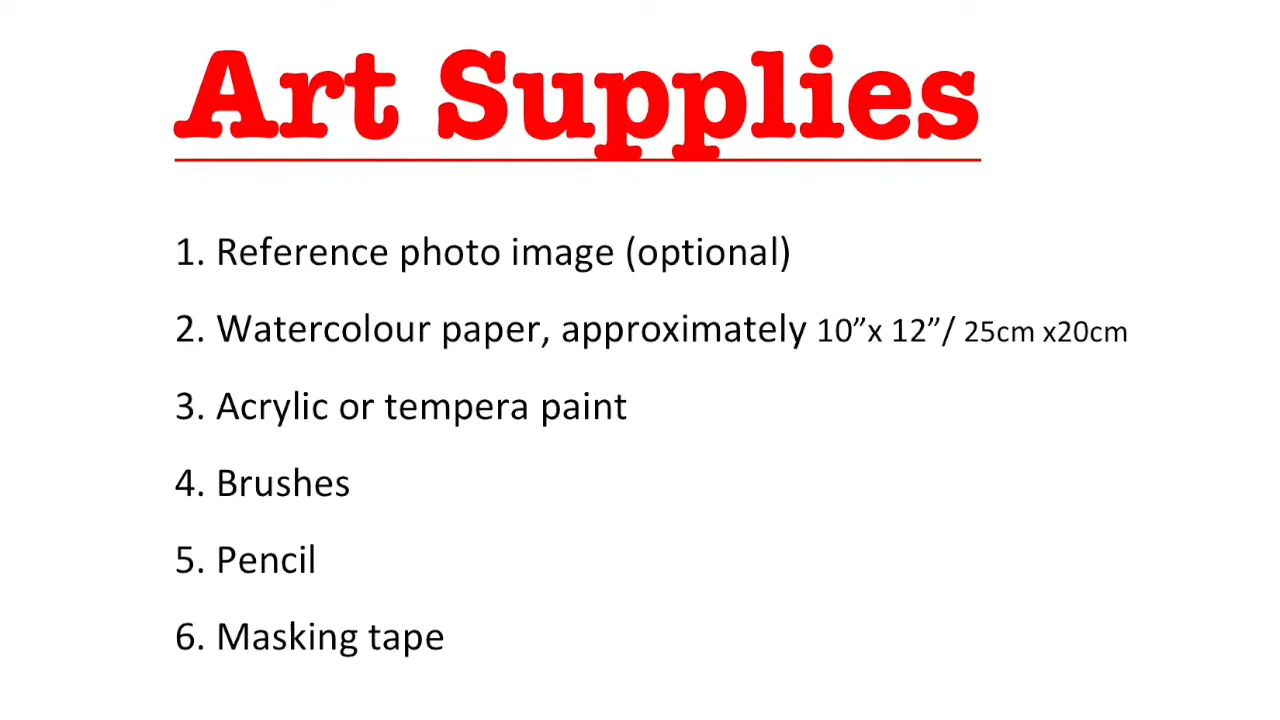 Art Supplies
1. Reference photo image (optional)
2. Watercolour paper, approximately 10”x 12”/ 25cm x20cm
3. Acrylic or tempera paint
4. Brushes
5. Pencil
6. Masking tape